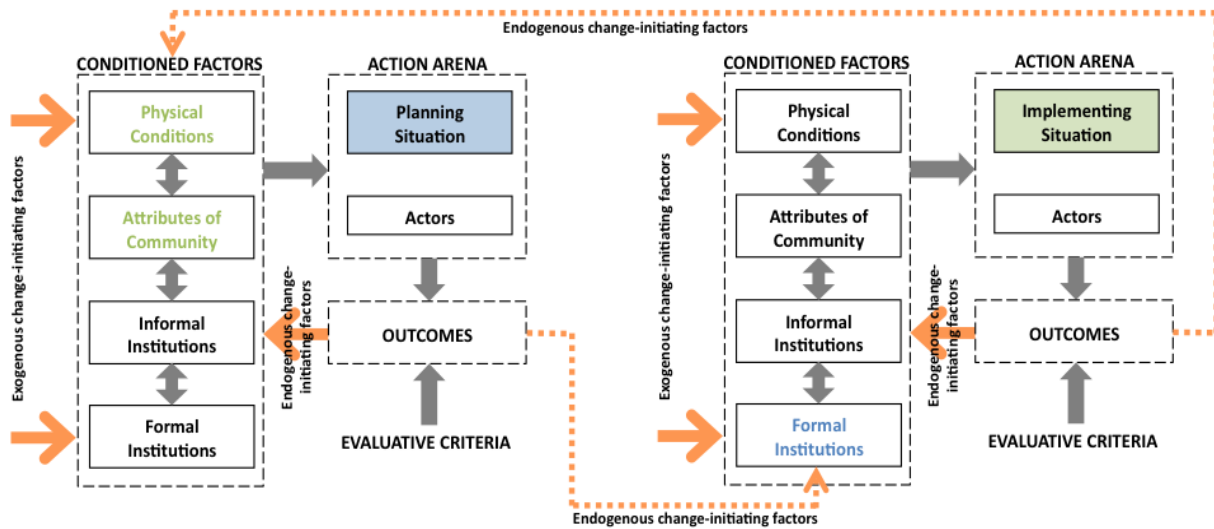 Endogenous change-initiating factors
CONDITIONED FACTORS
ACTION ARENA
Exogenous change-initiating factors
Physical
Conditions
Attributes of
Community
Informal
Institutions
Formal
Institutions
Planning
Situation
Actors
Endogenous change-
initiating factors
OUTCOMES
EVALUATIVE CRITERIA
Endogenous change-initiating factors
CONDITIONED FACTORS
ACTION ARENA
Exogenous change-initiating factors
Physical
Conditions
Attributes of
Community
Informal
Institutions
Formal
Institutions
Implementing
Situation
Actors
Endogenous change-
initiating factors
OUTCOMES
EVALUATIVE CRITERIA